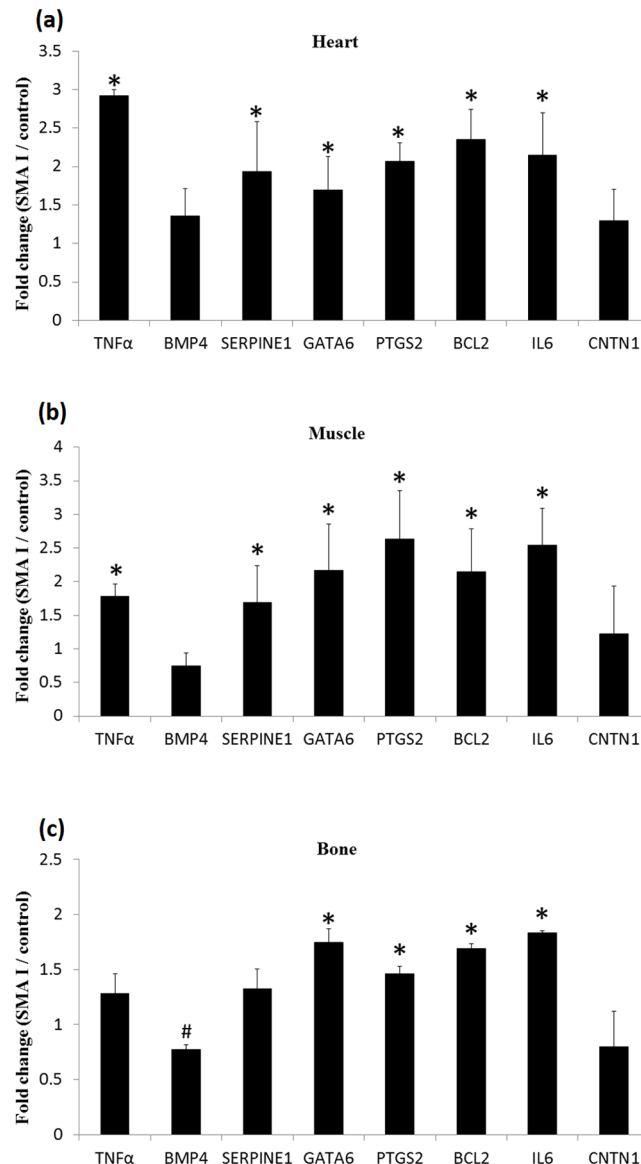 (a)
Heart
Fold change (SMA I / control)
3.5
3
2.5
2
1.5
1
0.5
0
* * * * * *
TNFα BMP4 SERPINE1 GATA6 PTGS2 BCL2 IL6 CNTN1
(b)
Muscle
Fold change (SMA I / control)
4
3.5
3
2.5
2
1.5
1
0.5
0
* * * * * *
TNFα BMP4 SERPINE1 GATA6 PTGS2 BCL2 IL6 CNTN1
(c)
Bone
Fold change (SMA I / control)
2.5
2
1.5
1
0.5
0
# * * * *
TNFα BMP4 SERPINE1 GATA6 PTGS2 BCL2 IL6 CNTN1